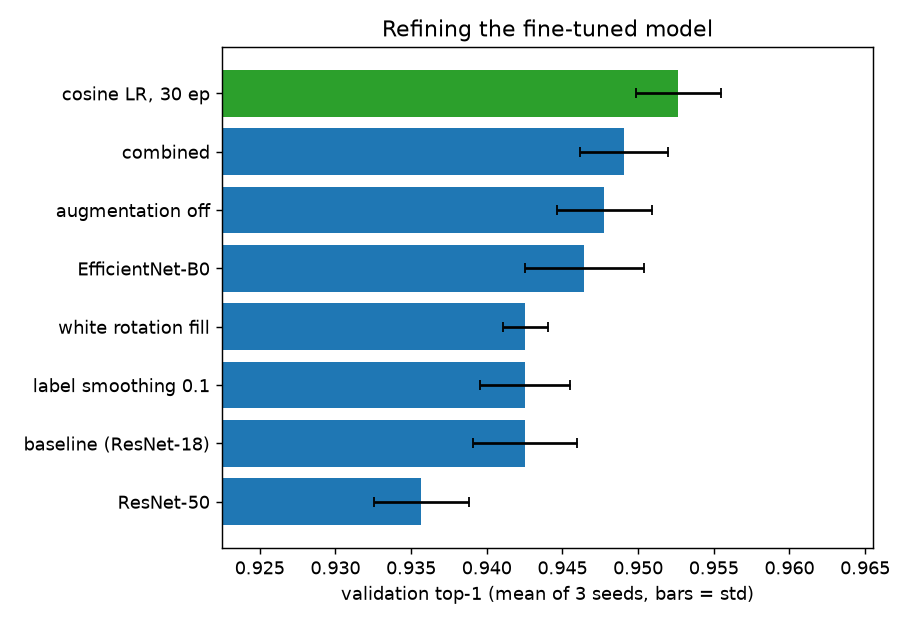 Refining the fine-tuned model
cosine LR, 30 ep
combined
augmentation off
EfficientNet-B0
white rotation fill
label smoothing 0.1
baseline (ResNet-18)
ResNet-50
0.925 0.930 0.935 0.940 0.945 0.950 0.955 0.960 0.965
validation top-1 (mean of 3 seeds, bars = std)